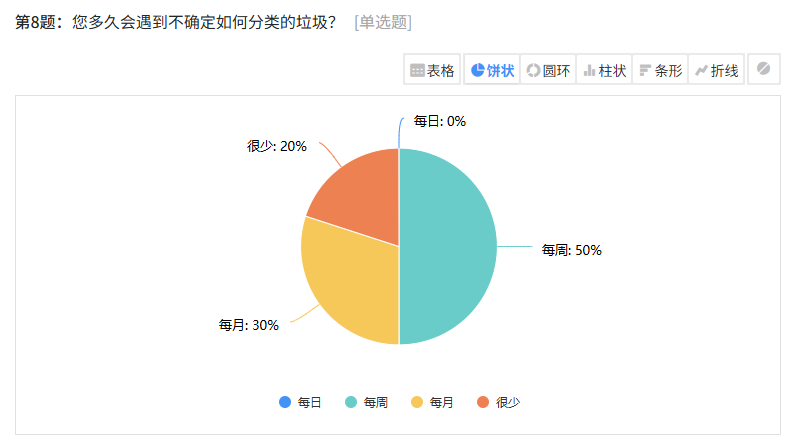 第8题：您多久会遇到不确定如何分类的垃圾？ [单选题]
表格 饼状 圆环 柱状 条形 折线
每日: 0%
很少: 20%
每周: 50%
每月: 30%
每日 每周 每月 很少